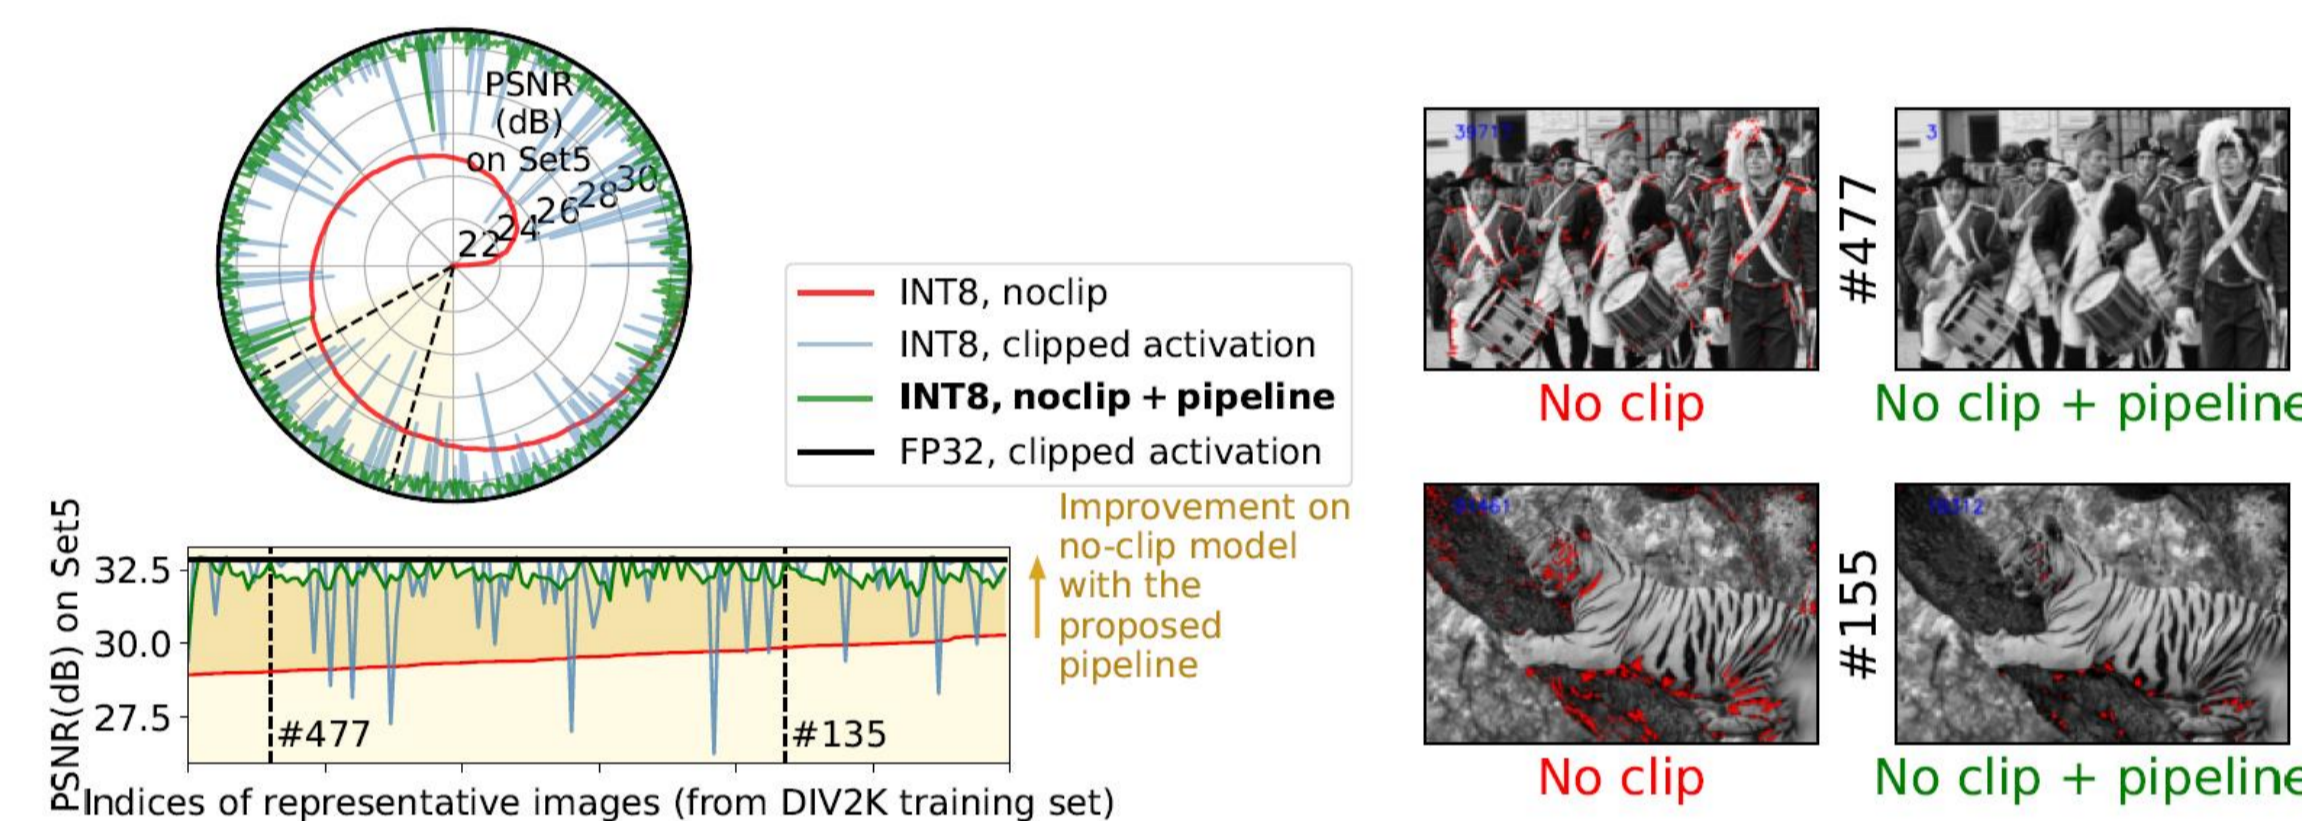 PSNR
(dB)
on Set5
22
24
26
28
30
INT8, noclip
INT8, clipped activation
INT8, noclip + pipeline
FP32, clipped activation
Improvement on
no-clip model
with the
proposed
pipeline
PSNR(dB) on Set5
32.5
30.0
27.5
#477
#135
Indices of representative images (from DIV2K training set)
3
#477
No clip
No clip + pipeline
#155
No clip
No clip + pipeline